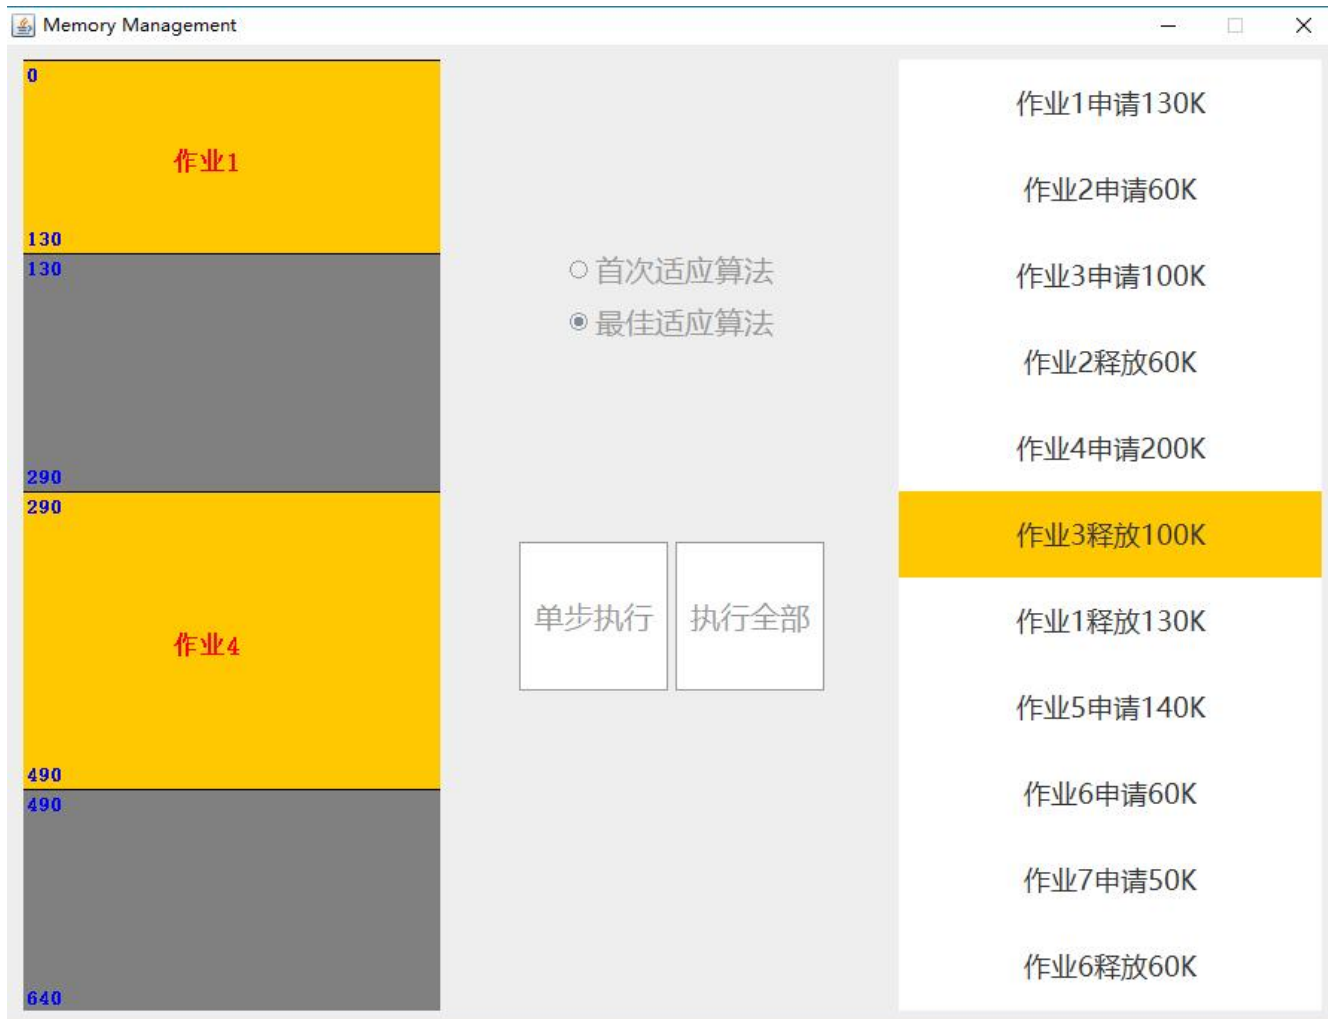 Memory Management
0
作业1
130
130
290
290
作业4
490
490
640
首次适应算法
最佳适应算法
单步执行
执行全部
作业1申请130K
作业2申请60K
作业3申请100K
作业2释放60K
作业4申请200K
作业3释放100K
作业1释放130K
作业5申请140K
作业6申请60K
作业7申请50K
作业6释放60K